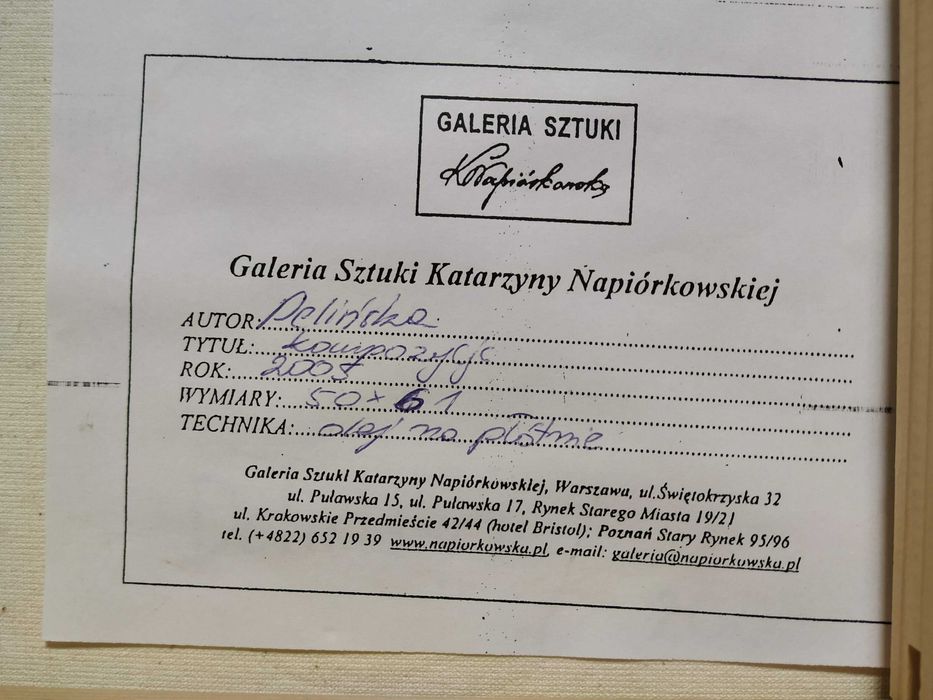 GALERIA SZTUKI
KNapiórkowska
Galeria Sztuki Katarzyny Napiórkowskiej
AUTOR: Pelińska
TYTUŁ: kompozycja
ROK: 2005
WYMIARY: 50 x 61
TECHNIKA: olej na płótnie
Galeria Sztuki Katarzyny Napiórkowskiej, Warszawa, ul.Świętokrzyska 32
ul. Puławska 15, ul. Puławska 17, Rynek Starego Miasta 19/21
ul. Krakowskie Przedmieście 42/44 (hotel Bristol); Poznań Stary Rynek 95/96
tel. (+4822) 652 19 39 www.napiorkowska.pl, e-mail: galeria@napiorkowska.pl